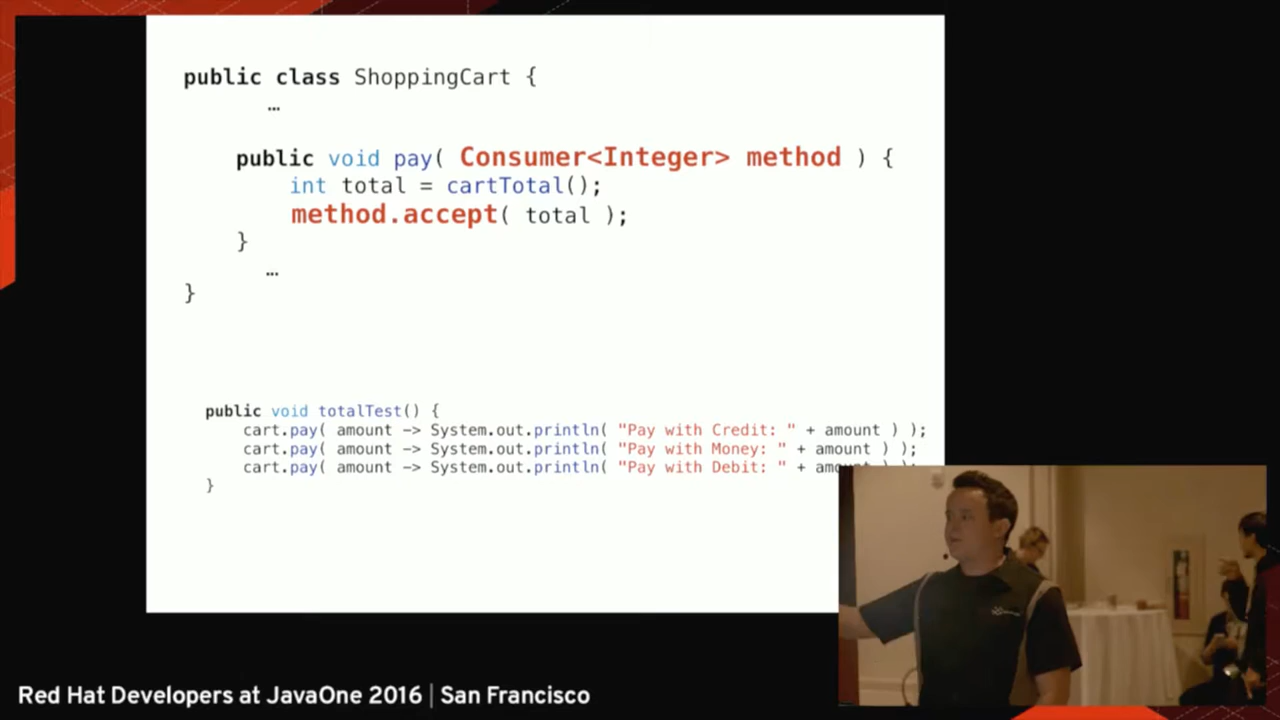 public class ShoppingCart {
…
public void pay( Consumer<Integer> method ) {
int total = cartTotal();
method.accept( total );
}
…
}
public void totalTest() {
cart.pay( amount -> System.out.println( "Pay with Credit: " + amount ) );
cart.pay( amount -> System.out.println( "Pay with Money: " + amount ) );
cart.pay( amount -> System.out.println( "Pay with Debit: " + amount ) );
}
Red Hat Developers at JavaOne 2016 | San Francisco